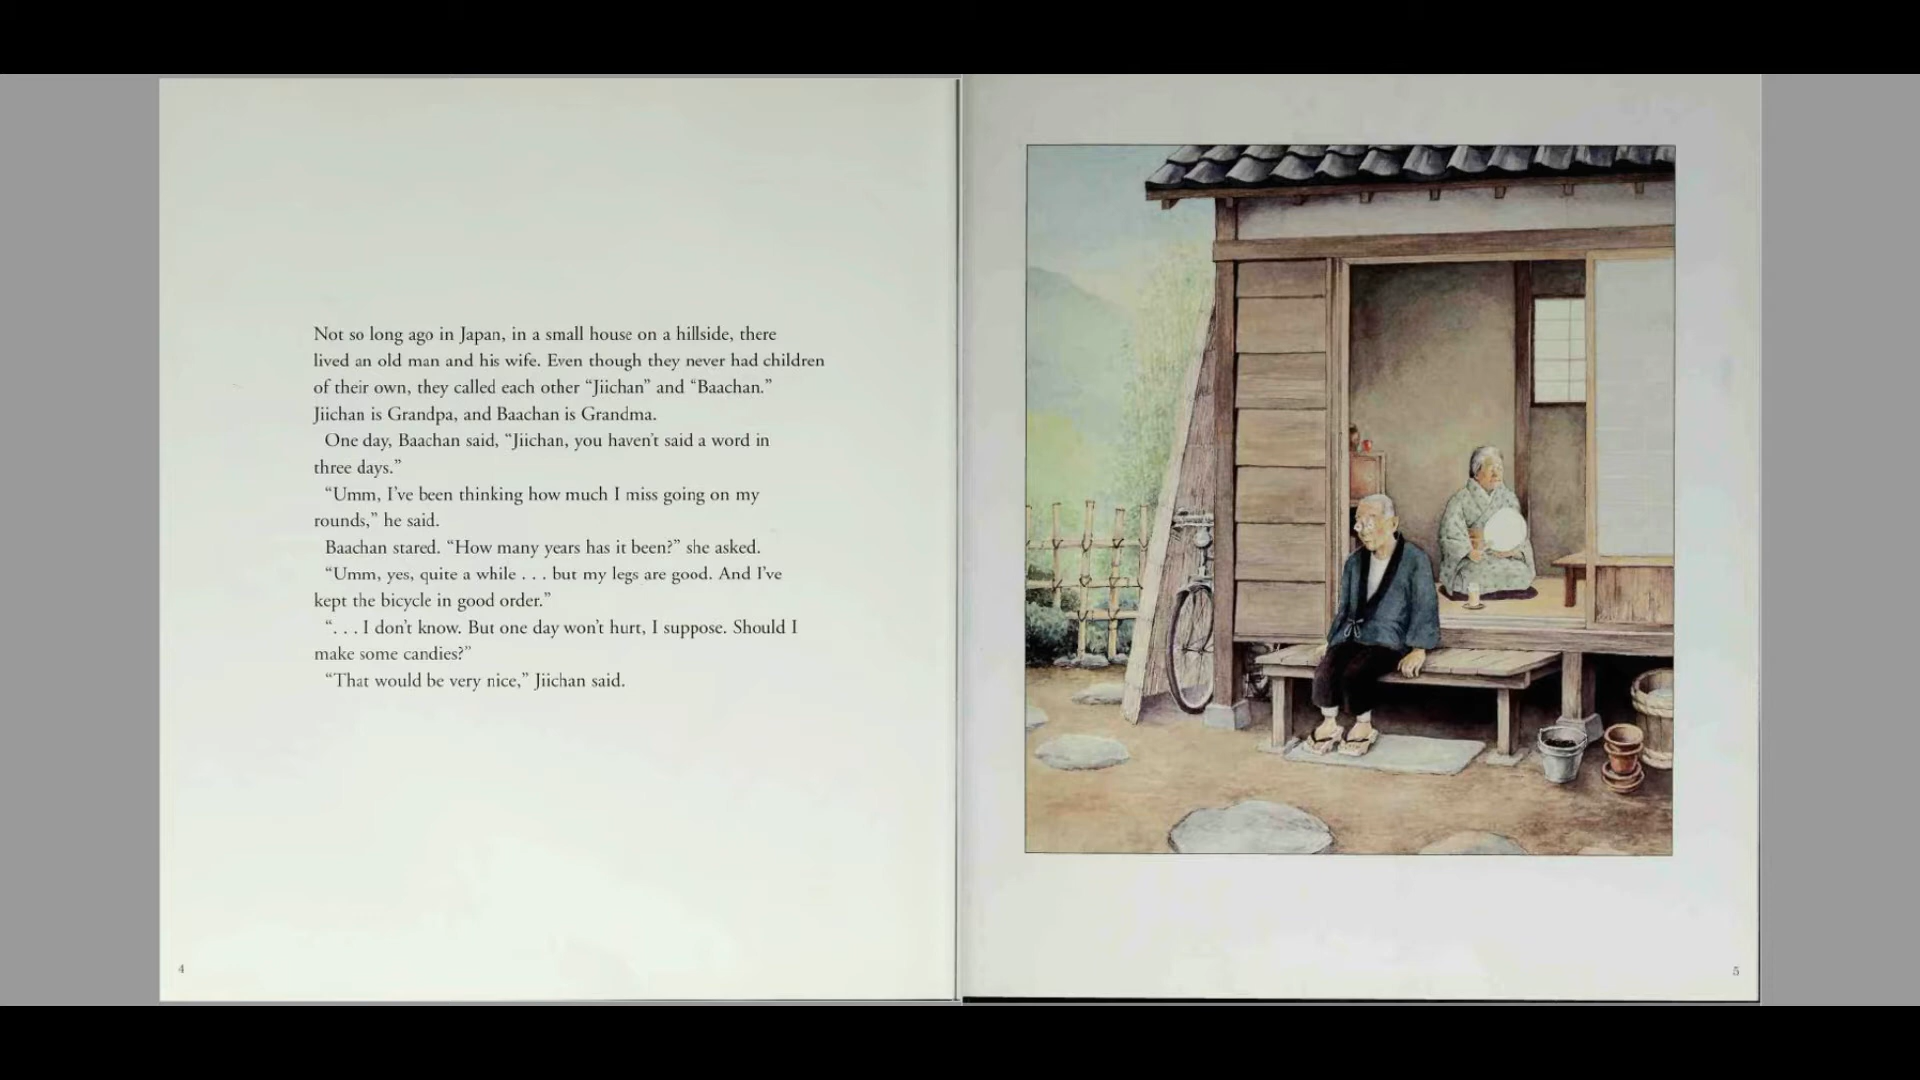 Not so long ago in Japan, in a small house on a hillside, there
lived an old man and his wife. Even though they never had children
of their own, they called each other “Jiichan” and “Baachan.”
Jiichan is Grandpa, and Baachan is Grandma.
One day, Baachan said, “Jiichan, you haven’t said a word in
three days.”
“Umm, I’ve been thinking how much I miss going on my
rounds,” he said.
Baachan stared. “How many years has it been?” she asked.
“Umm, yes, quite a while . . . but my legs are good. And I’ve
kept the bicycle in good order.”
“. . . I don’t know. But one day won’t hurt, I suppose. Should I
make some candies?”
“That would be very nice,” Jiichan said.
4
5